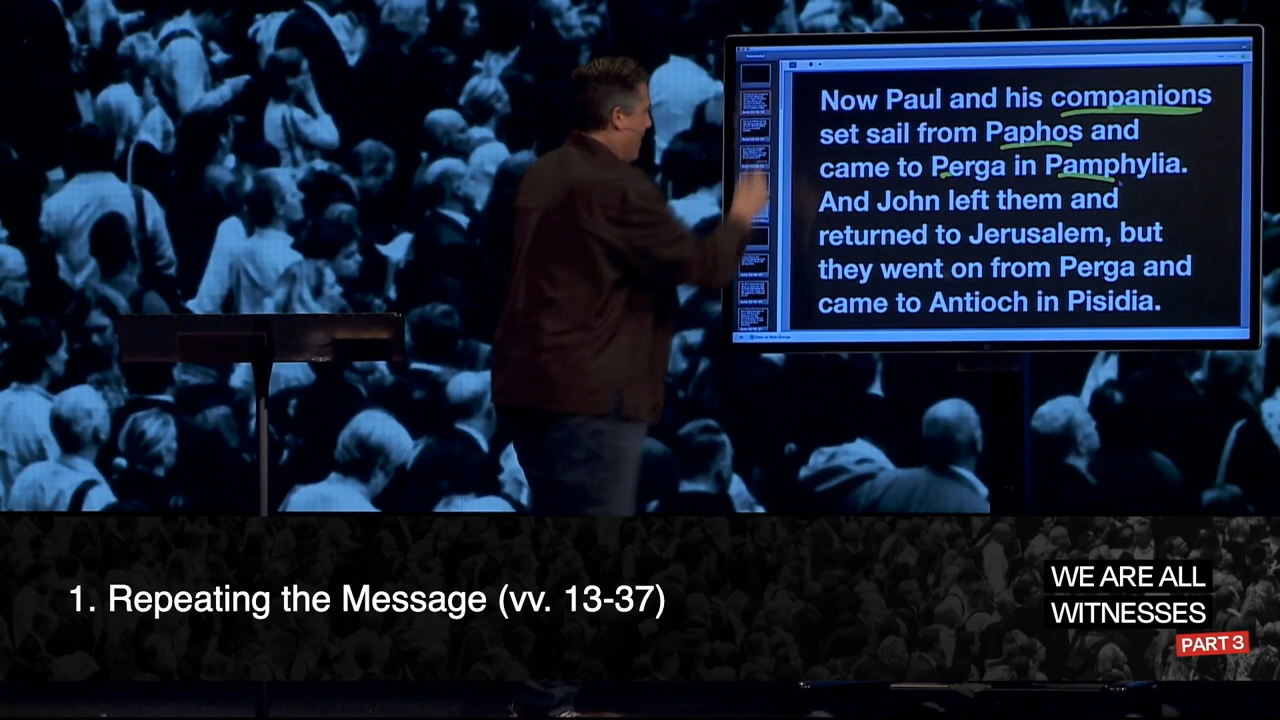 Now Paul and his companions
set sail from Paphos and
came to Perga in Pamphylia.
And John left them and
returned to Jerusalem, but
they went on from Perga and
came to Antioch in Pisidia.
1. Repeating the Message (vv. 13-37)
WE ARE ALL
WITNESSES
PART 3